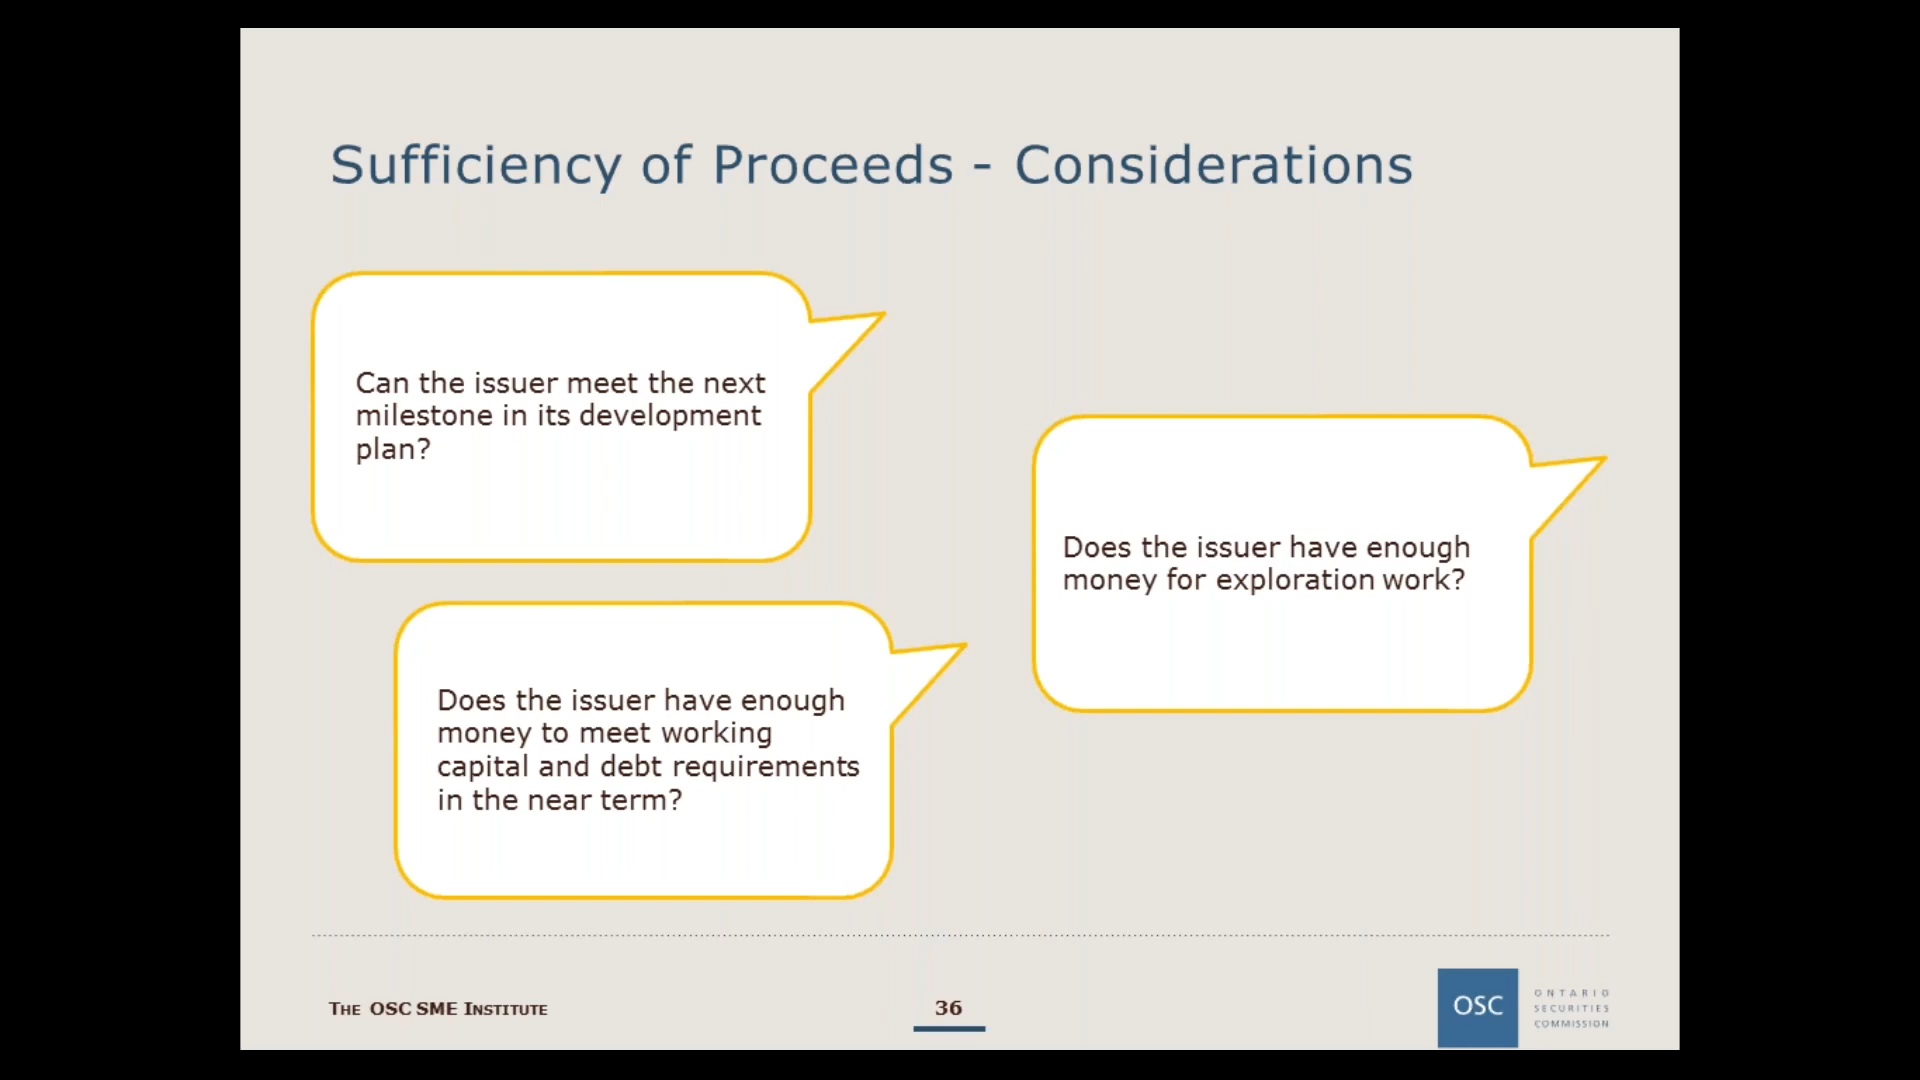 Sufficiency of Proceeds - Considerations
Can the issuer meet the next
milestone in its development
plan?
Does the issuer have enough
money for exploration work?
Does the issuer have enough
money to meet working
capital and debt requirements
in the near term?
THE OSC SME INSTITUTE
36
OSC
ONTARIO
SECURITIES
COMMISSION